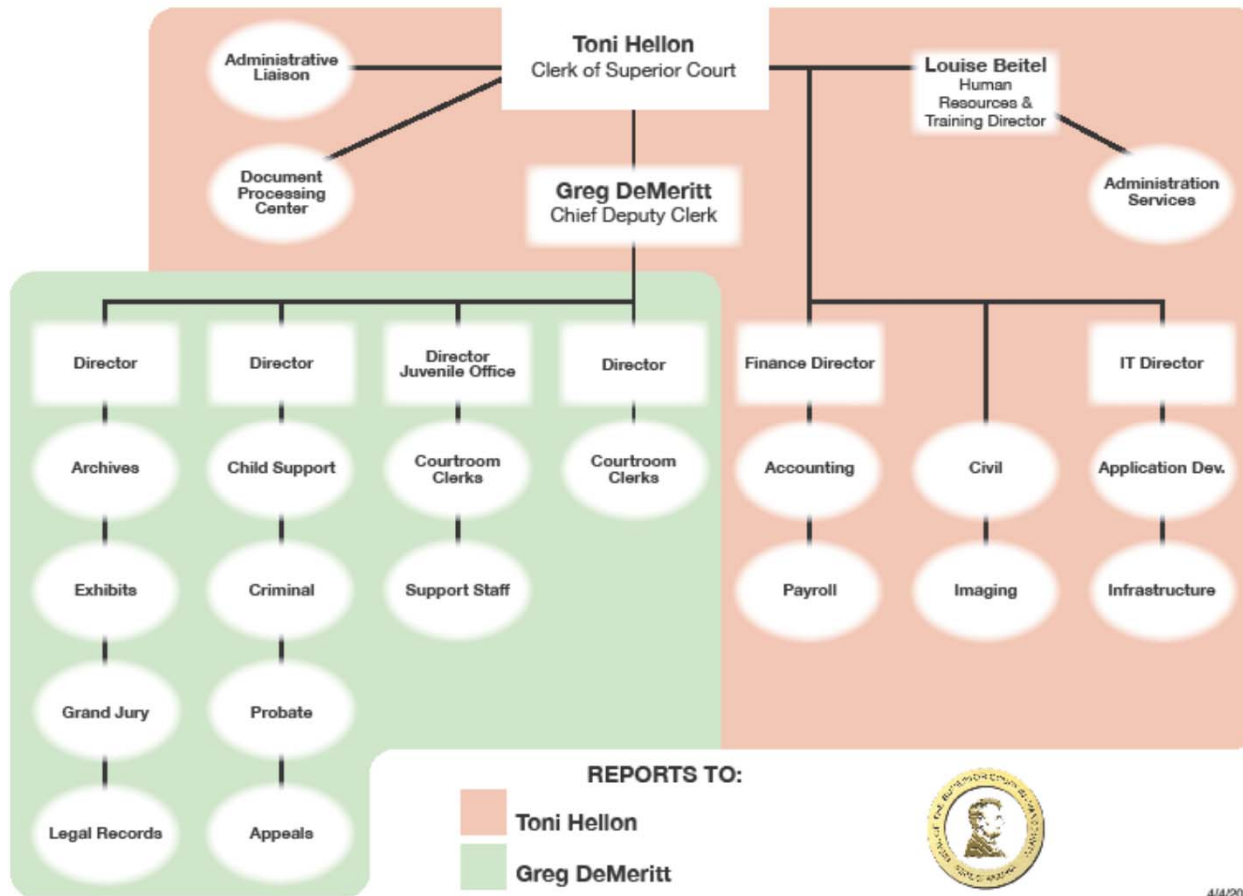 Toni Hellon
Clerk of Superior Court
Administrative
Liaison
Louise Beitel
Human
Resources &
Training Director
Document
Processing
Center
Greg DeMeritt
Chief Deputy Clerk
Administration
Services
Director
Director
Director
Juvenile Office
Director
Finance Director
IT Director
Archives
Child Support
Courtroom
Clerks
Courtroom
Clerks
Accounting
Civil
Application Dev.
Exhibits
Criminal
Support Staff
Payroll
Imaging
Infrastructure
Grand Jury
Probate
Legal Records
Appeals
REPORTS TO:
Toni Hellon
Greg DeMeritt